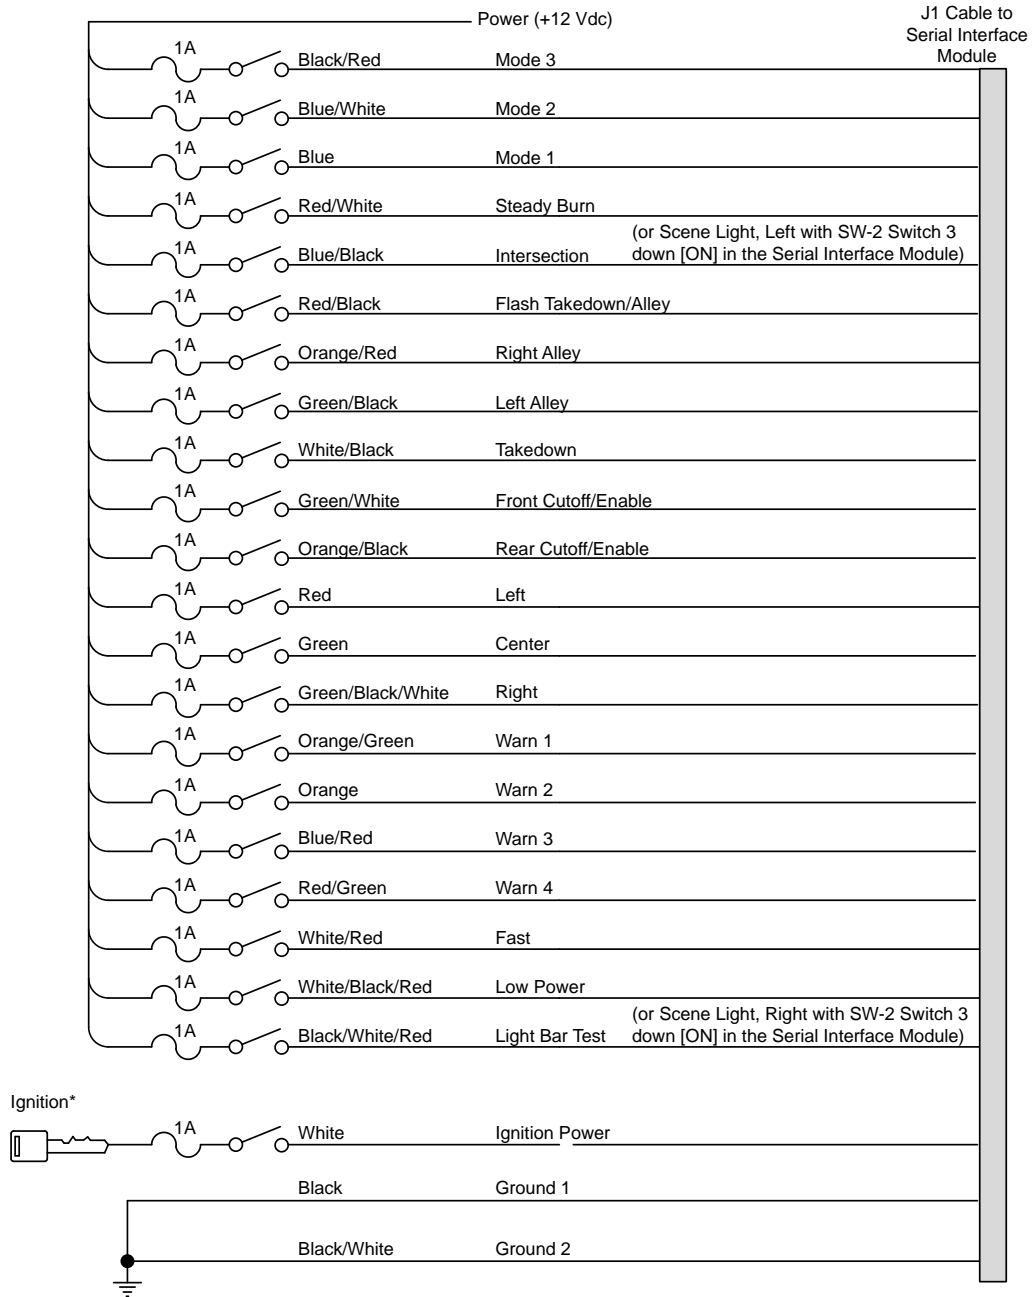 Power (+12 Vdc)
J1 Cable to
Serial Interface
Module
1A Black/Red Mode 3
1A Blue/White Mode 2
1A Blue Mode 1
1A Red/White Steady Burn
(or Scene Light, Left with SW-2 Switch 3
1A Blue/Black Intersection down [ON] in the Serial Interface Module)
1A Red/Black Flash Takedown/Alley
1A Orange/Red Right Alley
1A Green/Black Left Alley
1A White/Black Takedown
1A Green/White Front Cutoff/Enable
1A Orange/Black Rear Cutoff/Enable
1A Red Left
1A Green Center
1A Green/Black/White Right
1A Orange/Green Warn 1
1A Orange Warn 2
1A Blue/Red Warn 3
1A Red/Green Warn 4
1A White/Red Fast
1A White/Black/Red Low Power
(or Scene Light, Right with SW-2 Switch 3
1A Black/White/Red Light Bar Test down [ON] in the Serial Interface Module)
Ignition*
1A White Ignition Power
Black Ground 1
Black/White Ground 2